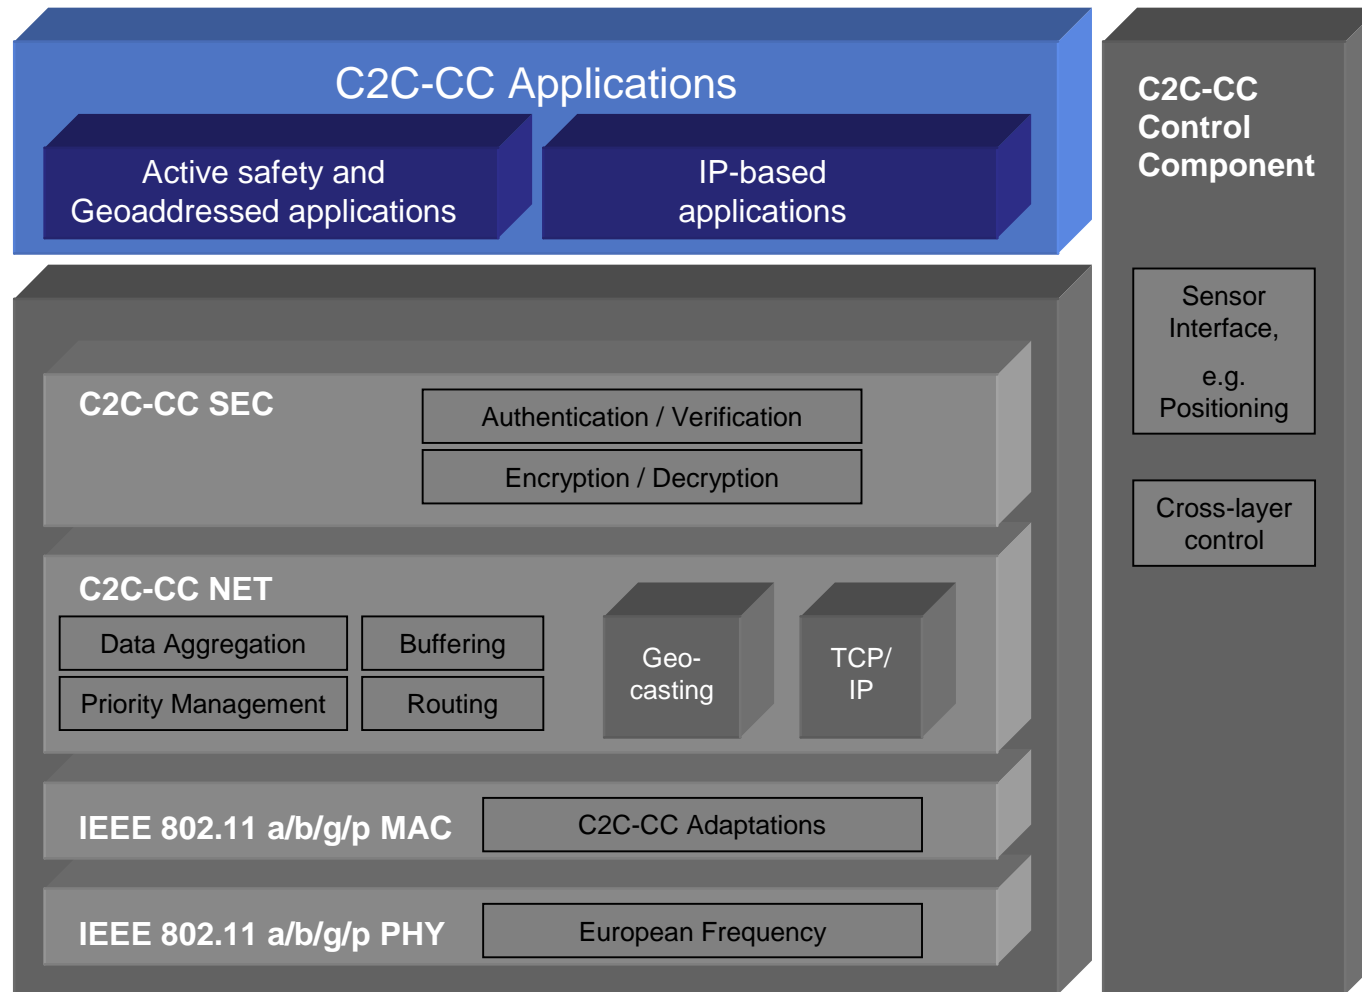 C2C-CC Applications
Active safety and
Geoaddressed applications
IP-based
applications
C2C-CC
Control
Component
Sensor
Interface,
e.g.
Positioning
Cross-layer
control
C2C-CC SEC
Authentication / Verification
Encryption / Decryption
C2C-CC NET
Data Aggregation
Buffering
Priority Management
Routing
Geo-
casting
TCP/
IP
IEEE 802.11 a/b/g/p MAC
C2C-CC Adaptations
IEEE 802.11 a/b/g/p PHY
European Frequency